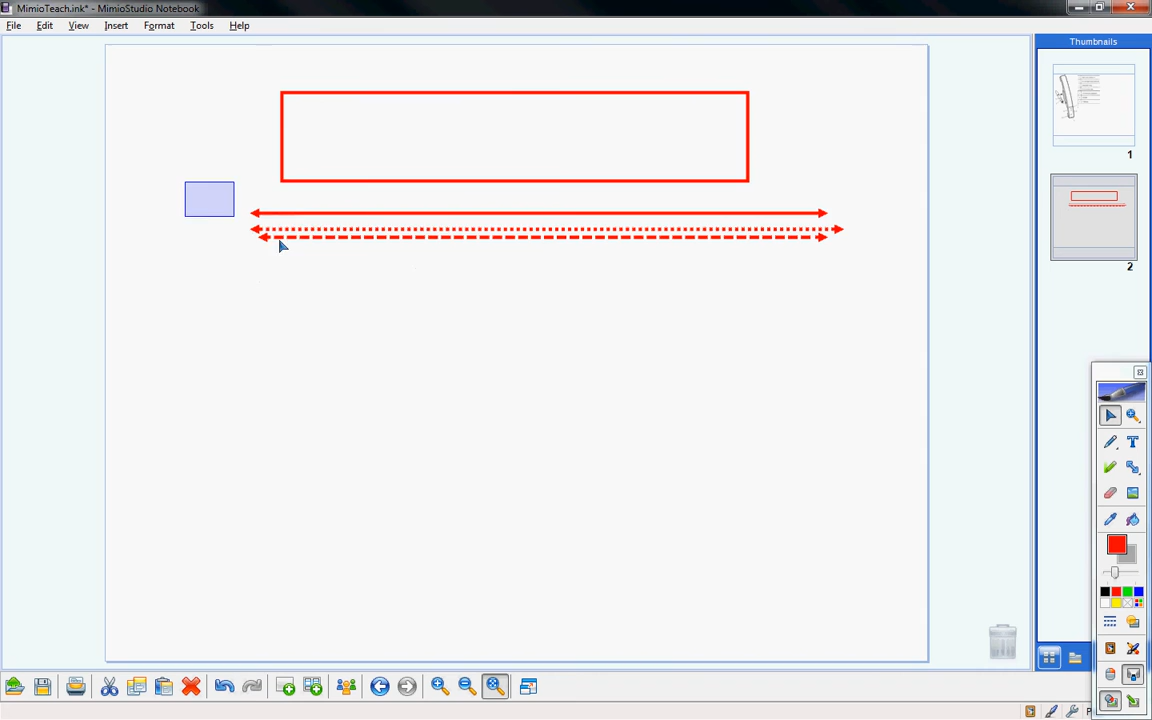 MimioTeach.ink* - MimioStudio Notebook
File Edit View Insert Format Tools Help
Thumbnails
1
2